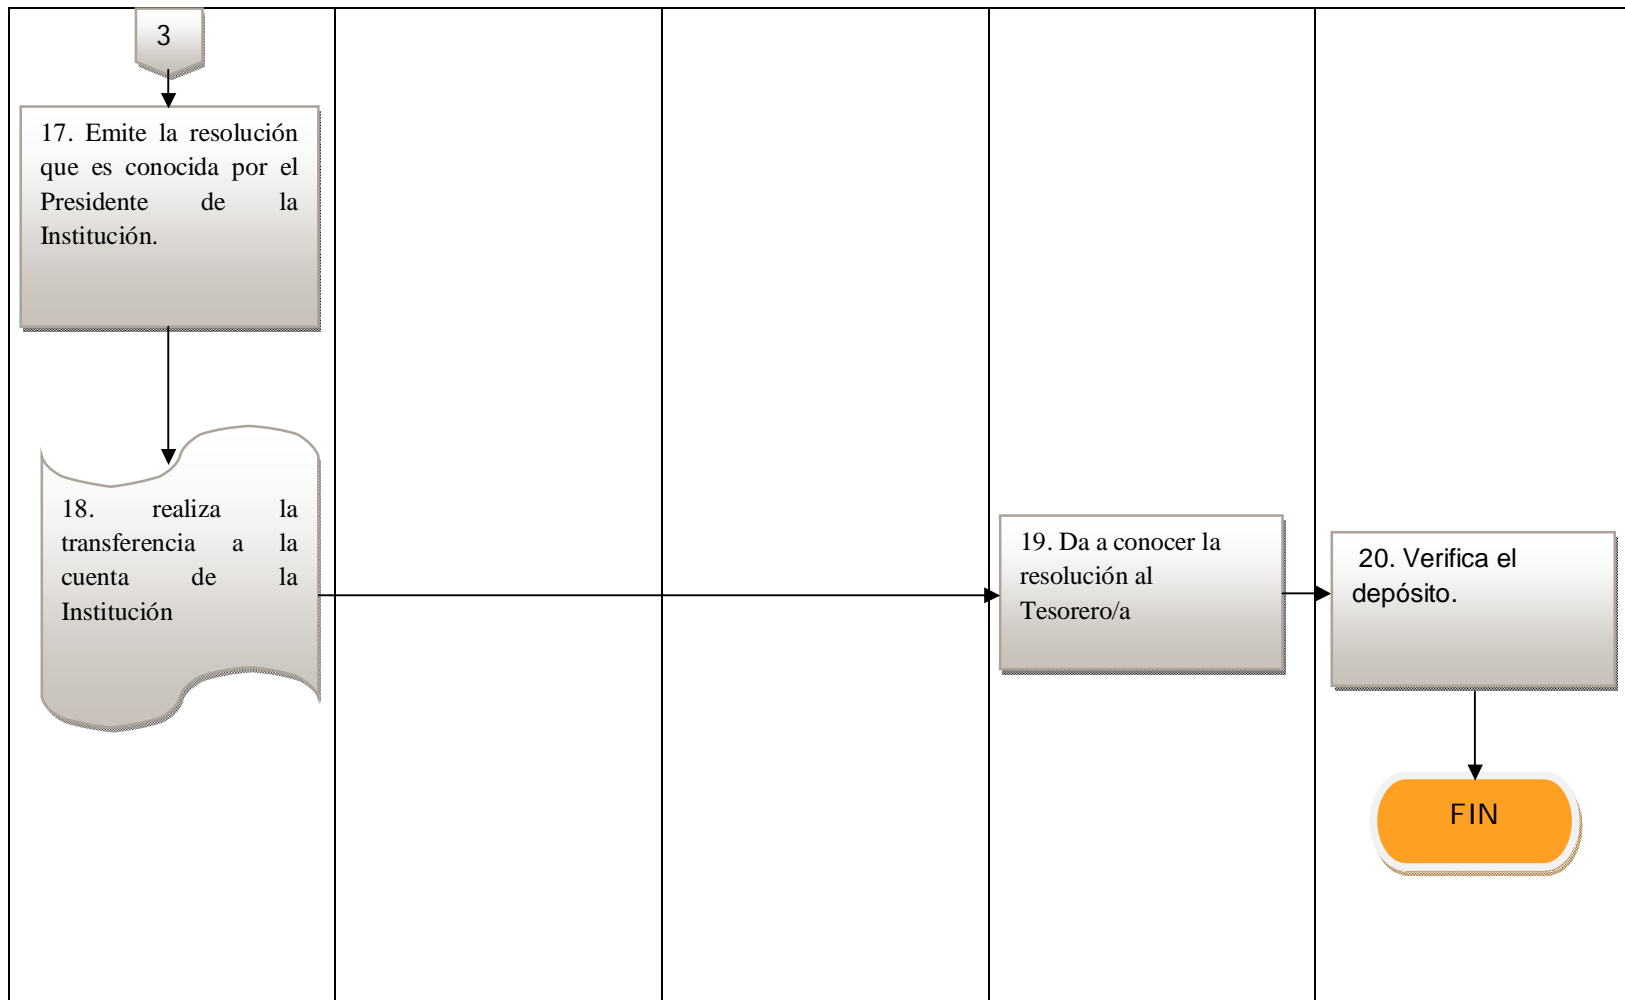 3
17. Emite la resolución
que es conocida por el
Presidente de la
Institución.
18. realiza la
transferencia a la
cuenta de la
Institución
19. Da a conocer la
resolución al
Tesorero/a
20. Verifica el
depósito.
FIN